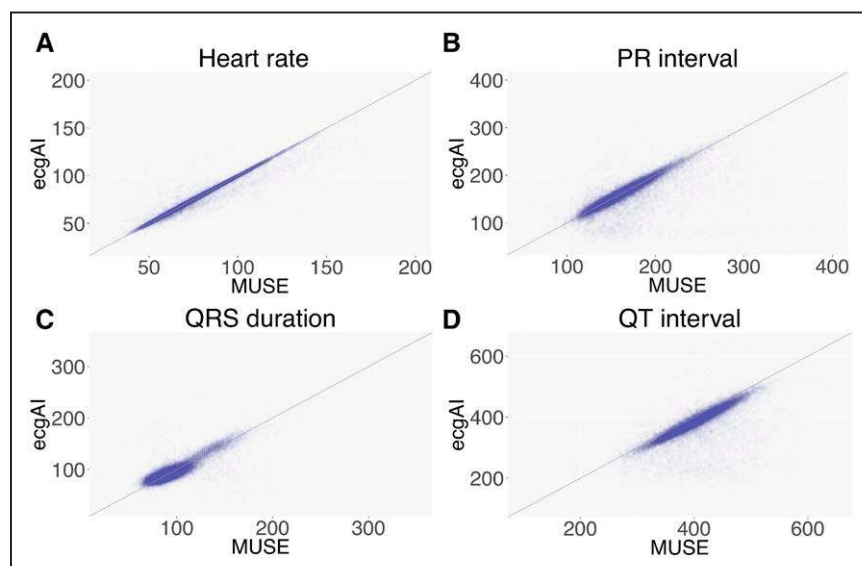 A
Heart rate
200
150
100
50
ecgAI
50 100 150 200
MUSE
B
PR interval
400
300
200
100
ecgAI
100 200 300 400
MUSE
C
QRS duration
300
200
100
ecgAI
100 200 300
MUSE
D
QT interval
600
400
200
ecgAI
200 400 600
MUSE